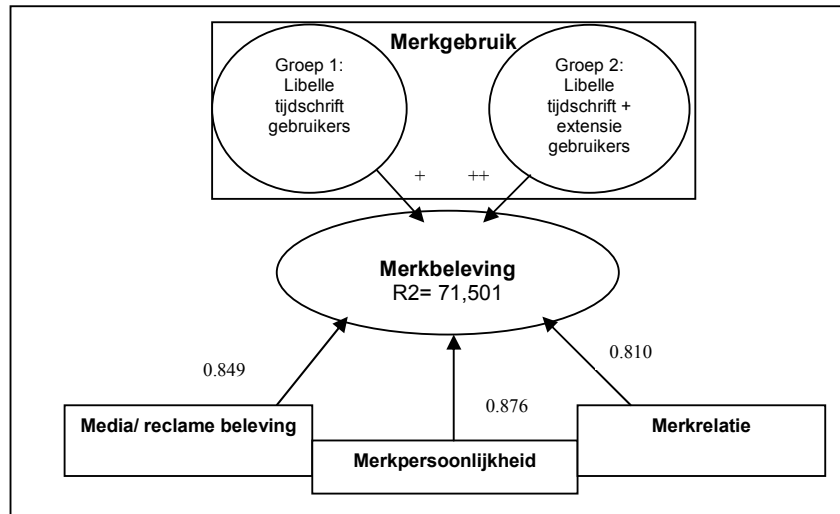 Merkgebruik
Groep 1:
Libelle
tijdschrift
gebruikers
Groep 2:
Libelle
tijdschrift +
extensie
gebruikers
+
++
Merkbeleving
R2= 71,501
0.849
0.876
0.810
Media/ reclame beleving
Merkpersoonlijkheid
Merkrelatie